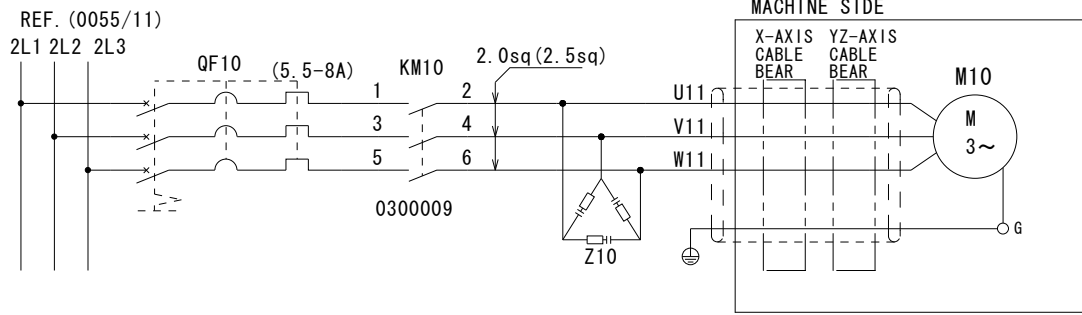 MACHINE SIDE
REF. (0055/11)
2L1 2L2 2L3
QF10
(5.5-8A)
KM10
2.0sq(2.5sq)
X-AXIS
CABLE
BEAR
YZ-AXIS
CABLE
BEAR
M10
1
2
U11
3
4
V11
5
6
W11
M
3~
0300009
Z10
G